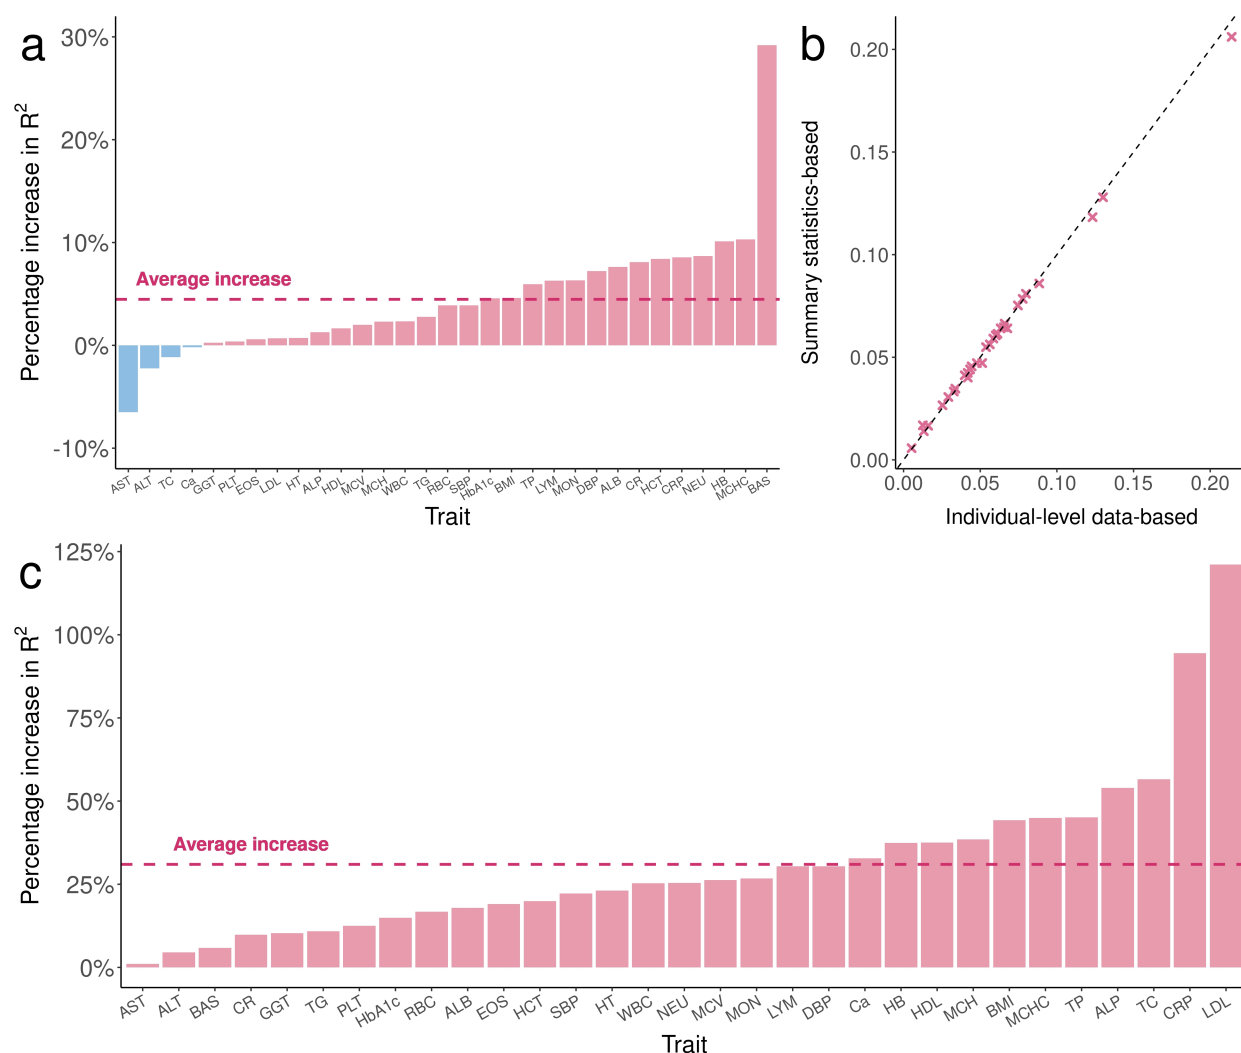 a
Percentage increase in R2
30%
20%
10%
0%
-10%
Average increase
AST ALT TC Ca GGT PLT EOS LDL HT ALP HDL MCV MCH WBC TG RBC SBP HbA1c BMI TP LYM MON DBP ALB CR HCT CRP NEU HB MCHC BAS
Trait
b
Summary statistics-based
0.20
0.15
0.10
0.05
0.00
0.00 0.05 0.10 0.15 0.20
Individual-level data-based
c
Percentage increase in R2
125%
100%
75%
50%
25%
0%
Average increase
AST ALT BAS CR GGT TG PLT HbA1c RBC ALB EOS HCT SBP HT WBC NEU MCV MON LYM DBP Ca HB HDL MCH BMI MCHC TP ALP TC CRP LDL
Trait